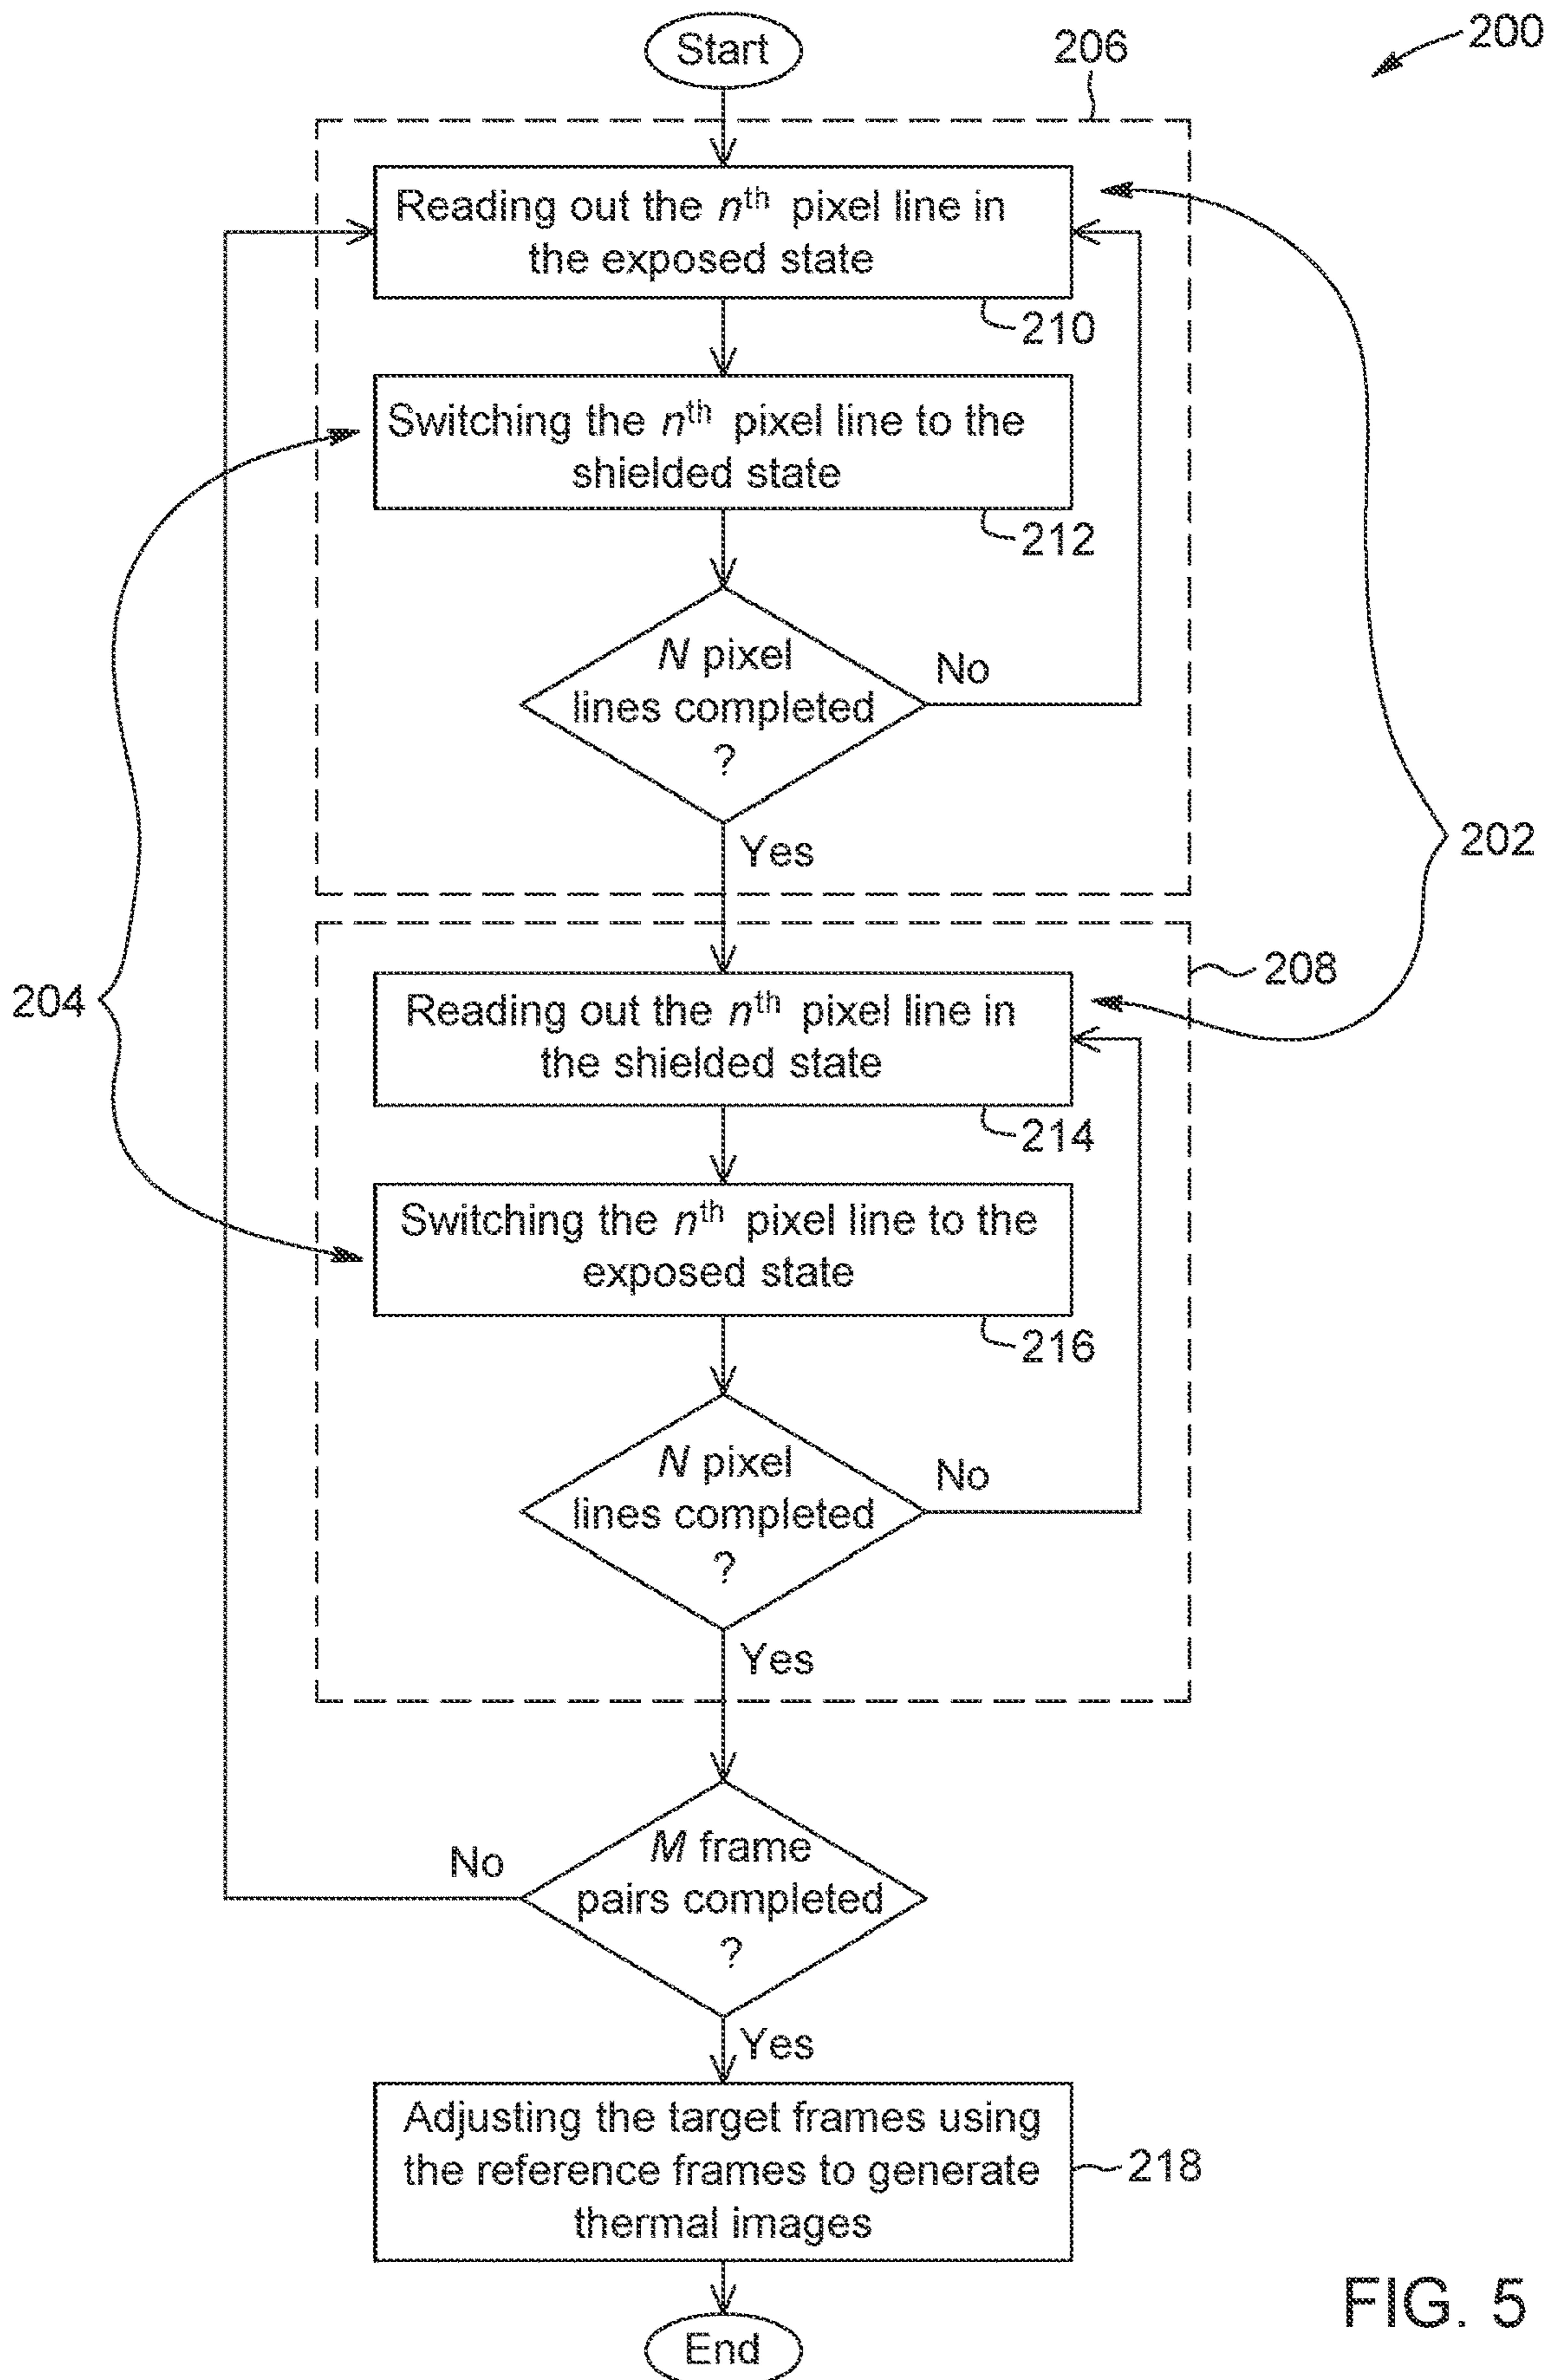 Start
206
200
Reading out the nth pixel line in
the exposed state
210
Switching the nth pixel line to the
shielded state
212
N pixel
lines completed
?
No
Yes
202
204
208
Reading out the nth pixel line in
the shielded state
214
Switching the nth pixel line to the
exposed state
216
N pixel
lines completed
?
No
Yes
M frame
pairs completed
?
No
Yes
Adjusting the target frames using
the reference frames to generate
thermal images
218
End
FIG. 5